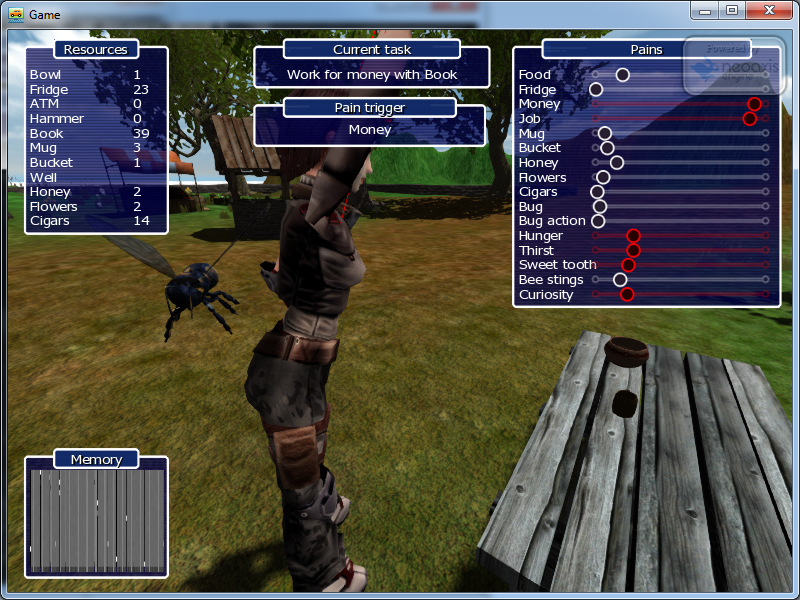 Game
Resources
Bowl 1
Fridge 23
ATM 0
Hammer 0
Book 39
Mug 3
Bucket 1
Well
Honey 2
Flowers 2
Cigars 14
Current task
Work for money with Book
Pain trigger
Money
Pains
Powered by
neoaxis
engine
Food
Fridge
Money
Job
Mug
Bucket
Honey
Flowers
Cigars
Bug
Bug action
Hunger
Thirst
Sweet tooth
Bee stings
Curiosity
Memory